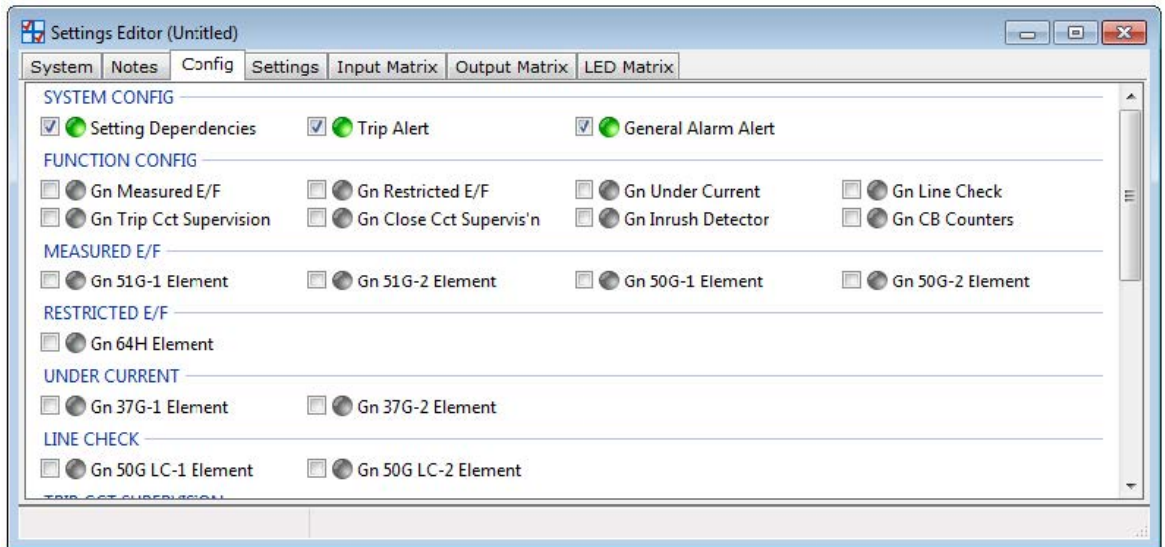 Settings Editor (Untitled)
System Notes Config Settings Input Matrix Output Matrix LED Matrix
SYSTEM CONFIG
Setting Dependencies Trip Alert General Alarm Alert
FUNCTION CONFIG
Gn Measured E/F Gn Restricted E/F Gn Under Current Gn Line Check
Gn Trip Cct Supervision Gn Close Cct Supervis'n Gn Inrush Detector Gn CB Counters
MEASURED E/F
Gn 51G-1 Element Gn 51G-2 Element Gn 50G-1 Element Gn 50G-2 Element
RESTRICTED E/F
Gn 64H Element
UNDER CURRENT
Gn 37G-1 Element Gn 37G-2 Element
LINE CHECK
Gn 50G LC-1 Element Gn 50G LC-2 Element
TRIP CCT SUPERVISION